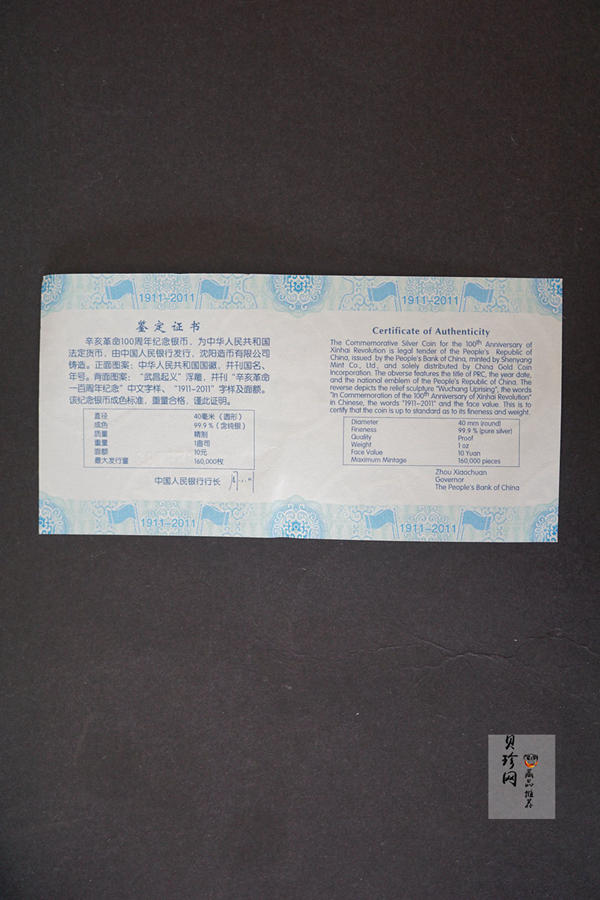 1911-2011
1911-2011
鉴定证书
辛亥革命100周年纪念银币，为中华人民共和国
法定货币，由中国人民银行发行，沈阳造币有限公司
铸造。正面图案：中华人民共和国国徽，并刊国名、
年号。背面图案：“武昌起义”浮雕，并刊“辛亥革命
一百周年纪念”中文字样、“1911-2011”字样及面额。
该纪念银币成色标准，重量合格，谨此证明。
直径 40毫米（圆形）
成色 99.9%（含纯银）
质量 精制
重量 1盎司
面额 10元
最大发行量 160,000枚
中国人民银行行长
Certificate of Authenticity
The Commemorative Silver Coin for the 100th Anniversary of
Xinhai Revolution is legal tender of the People's Republic of
China, issued by the People's Bank of China, minted by Shenyang
Mint Co., Ltd., and solely distributed by China Gold Coin
Incorporation. The obverse features the title of PRC, the year date,
and the national emblem of the People's Republic of China. The
reverse depicts the relief sculpture "Wuchang Uprising", the words
"In Commemoration of the 100th Anniversary of Xinhai Revolution"
in Chinese, the words "1911-2011" and the face value. This is to
certify that the coin is up to standard as to its fineness and weight.
Diameter 40 mm (round)
Fineness 99.9 % (pure silver)
Quality Proof
Weight 1 oz
Face Value 10 Yuan
Maximum Mintage 160,000 pieces
Zhou Xiaochuan
Governor
The People's Bank of China
1911-2011
1911-2011
贝珍网
藏品推荐